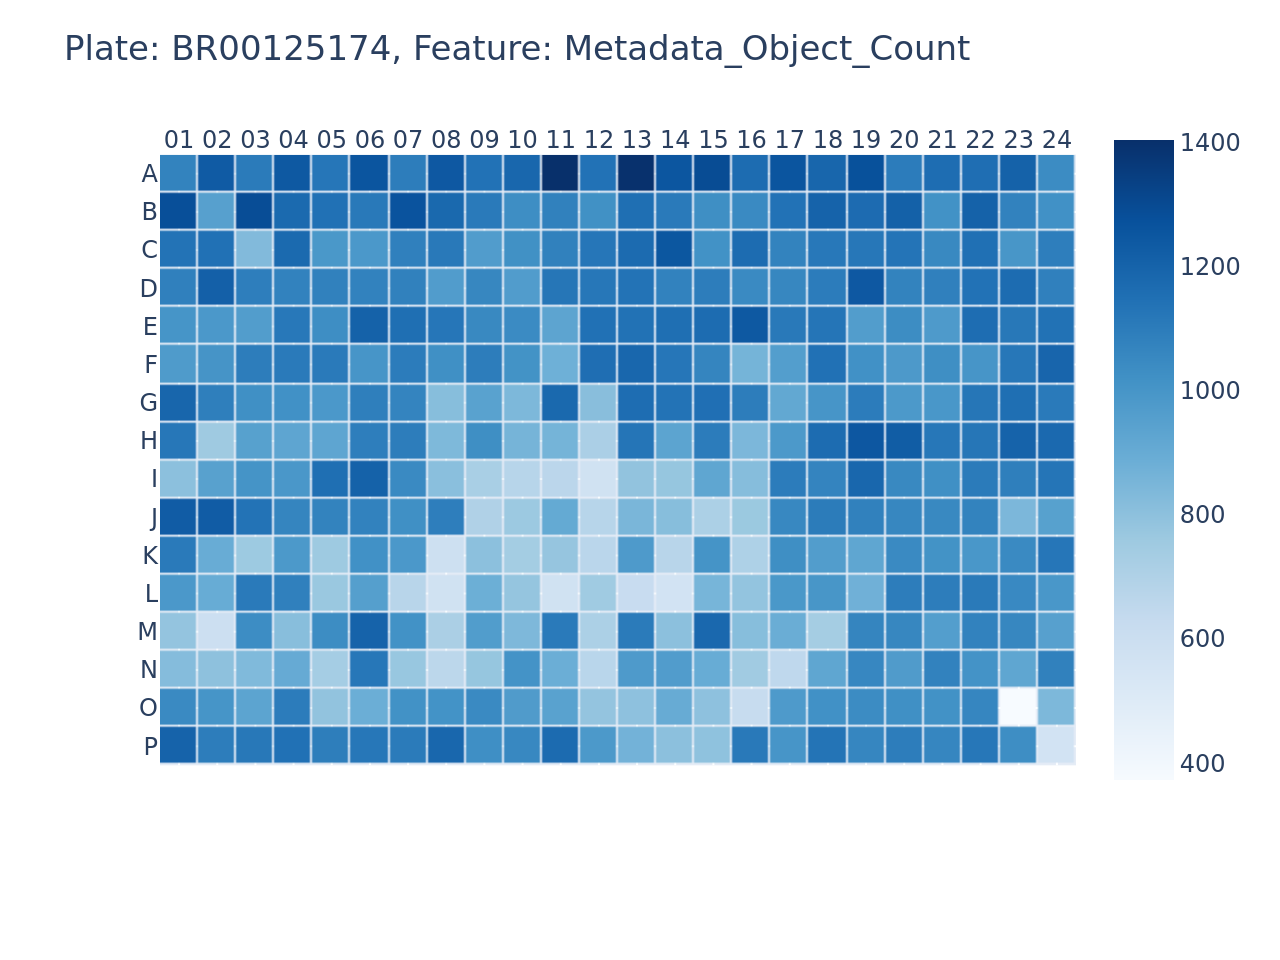 Plate: BR00125174, Feature: Metadata_Object_Count
01 02 03 04 05 06 07 08 09 10 11 12 13 14 15 16 17 18 19 20 21 22 23 24
A
B
C
D
E
F
G
H
I
J
K
L
M
N
O
P
1400
1200
1000
800
600
400